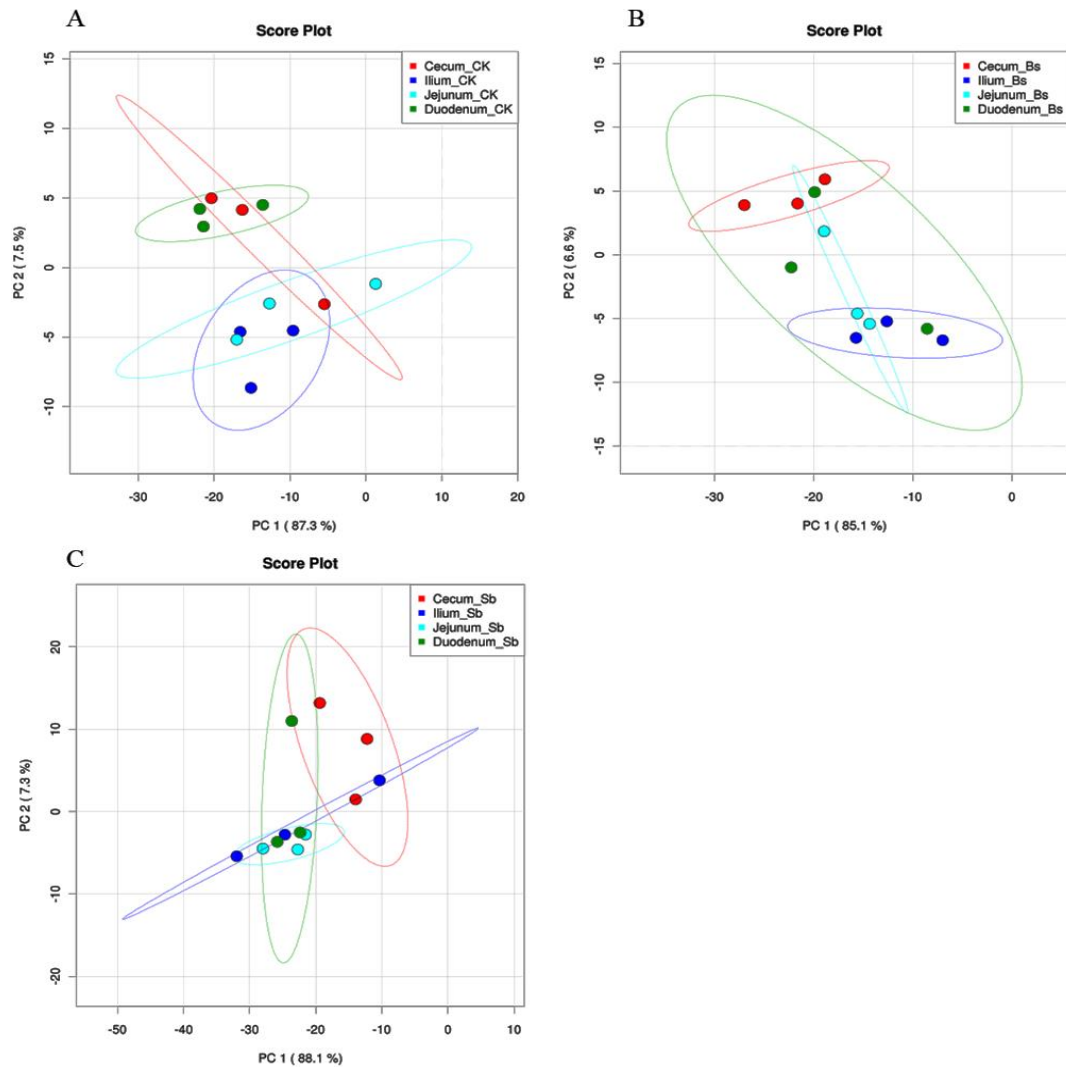 A
Score Plot
Cecum_CK
Ilium_CK
Jejunum_CK
Duodenum_CK
15
10
5
0
-5
-10
PC 2 ( 7.5 %)
-30
-20
-10
0
10
20
PC 1 ( 87.3 %)
B
Score Plot
Cecum_Bs
Ilium_Bs
Jejunum_Bs
Duodenum_Bs
15
10
5
0
-5
-10
-15
PC 2 ( 6.6 %)
-30
-20
-10
0
PC 1 ( 85.1 %)
C
Score Plot
Cecum_Sb
Ilium_Sb
Jejunum_Sb
Duodenum_Sb
20
10
0
-10
-20
PC 2 ( 7.3 %)
-50
-40
-30
-20
-10
0
10
PC 1 ( 88.1 %)